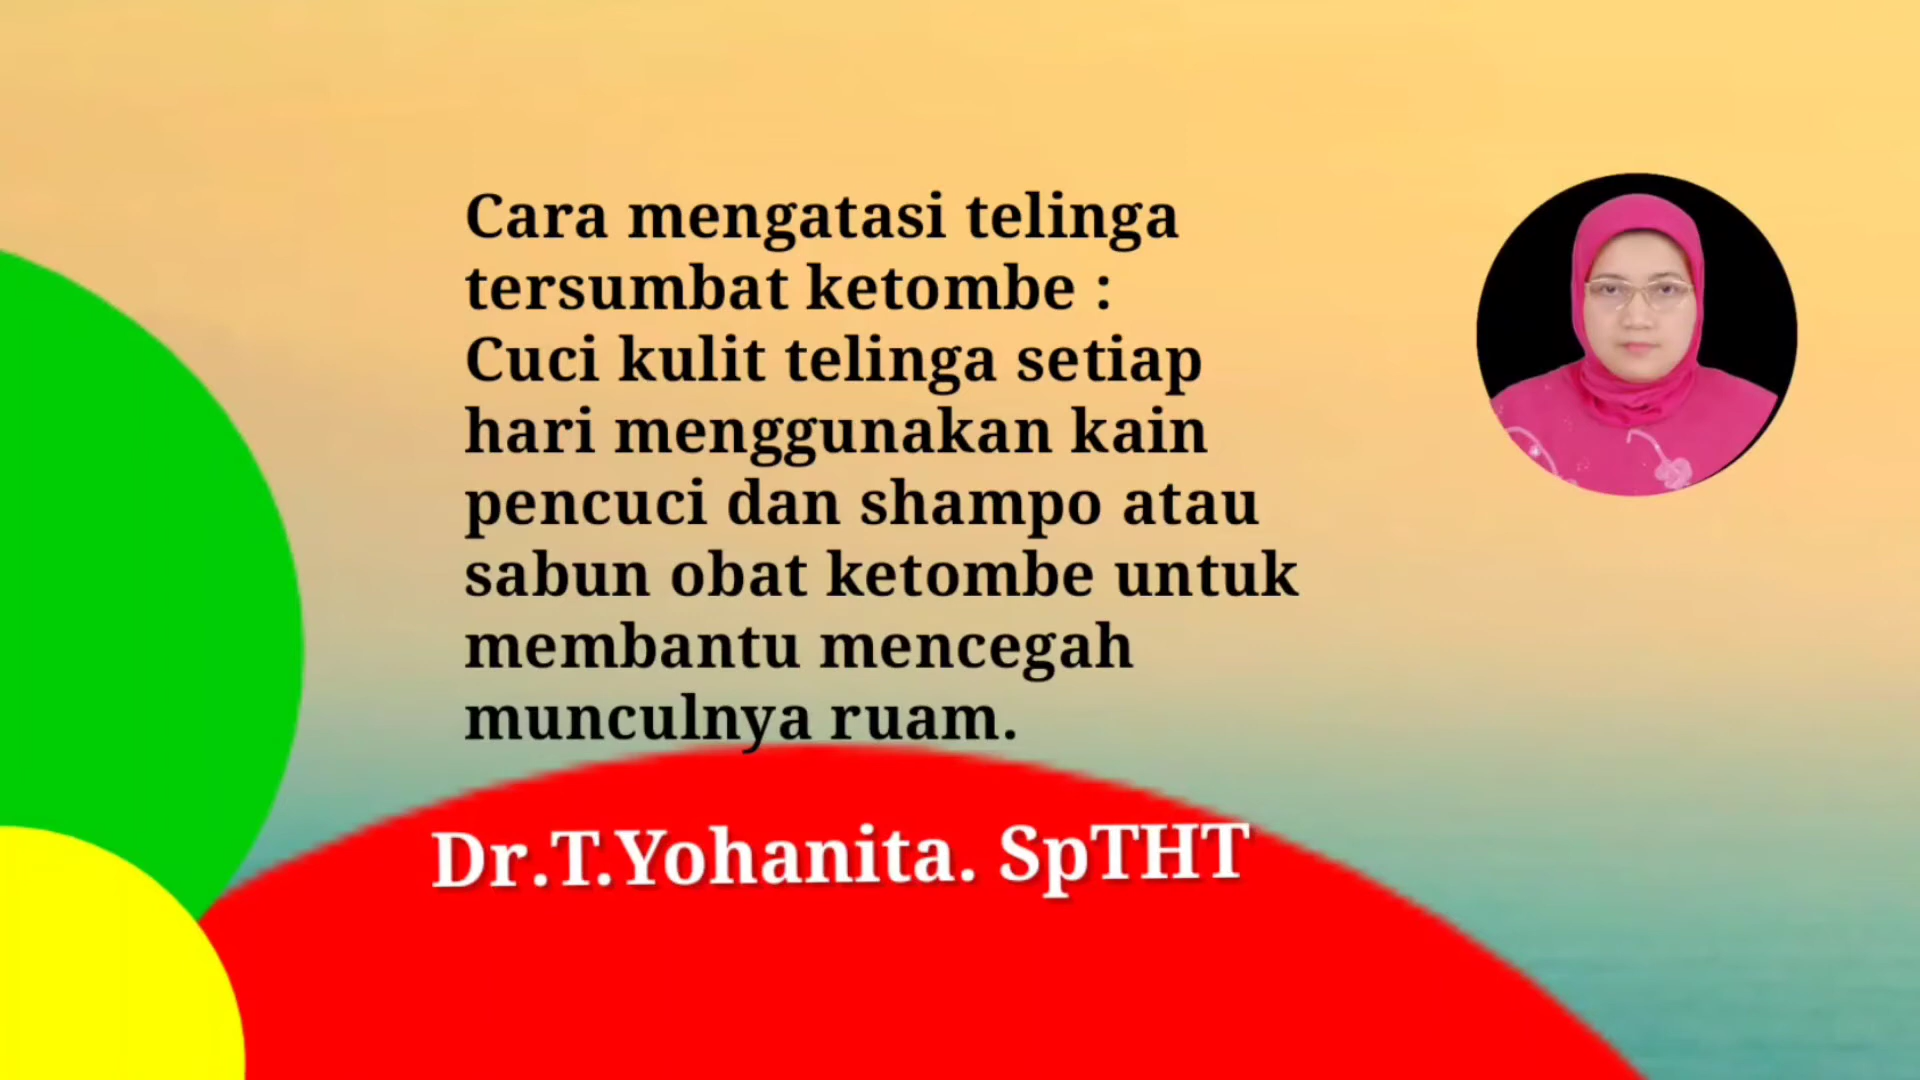 Cara mengatasi telinga
tersumbat ketombe :
Cuci kulit telinga setiap
hari menggunakan kain
pencuci dan shampo atau
sabun obat ketombe untuk
membantu mencegah
munculnya ruam.
Dr.T.Yohanita. SpTHT